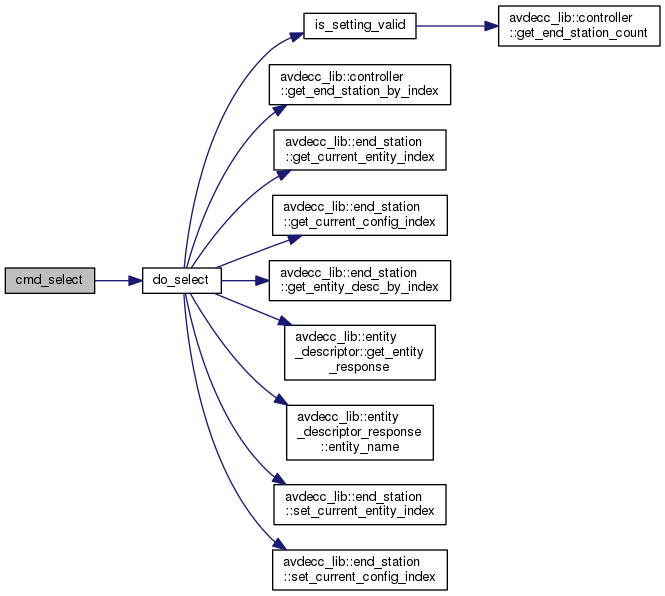 cmd_select
do_select
is_setting_valid
avdecc_lib::controller
::get_end_station_count
avdecc_lib::controller
::get_end_station_by_index
avdecc_lib::end_station
::get_current_entity_index
avdecc_lib::end_station
::get_current_config_index
avdecc_lib::end_station
::get_entity_desc_by_index
avdecc_lib::entity
_descriptor::get_entity
_response
avdecc_lib::entity
_descriptor_response
::entity_name
avdecc_lib::end_station
::set_current_entity_index
avdecc_lib::end_station
::set_current_config_index